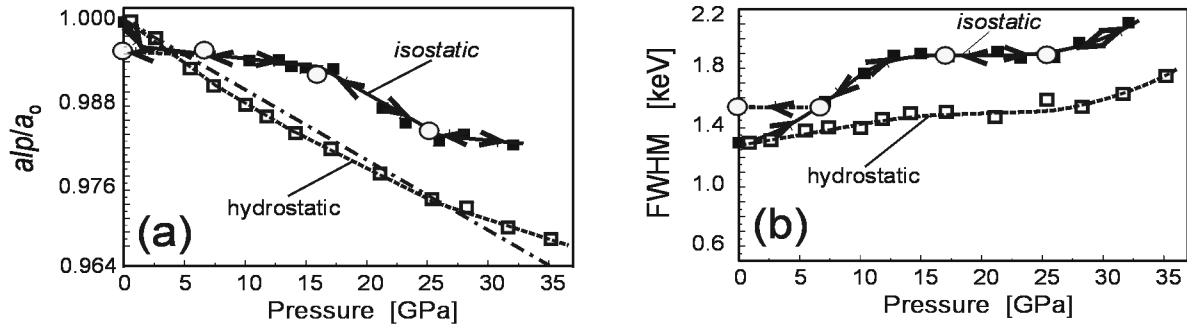 1.000
0.988
0.976
0.964
alp/a0
isostatic
hydrostatic
(a)
0 5 10 15 20 25 30 35
Pressure [GPa]
2.2
1.8
1.4
1.0
0.6
FWHM [keV]
isostatic
hydrostatic
(b)
0 5 10 15 20 25 30 35
Pressure [GPa]